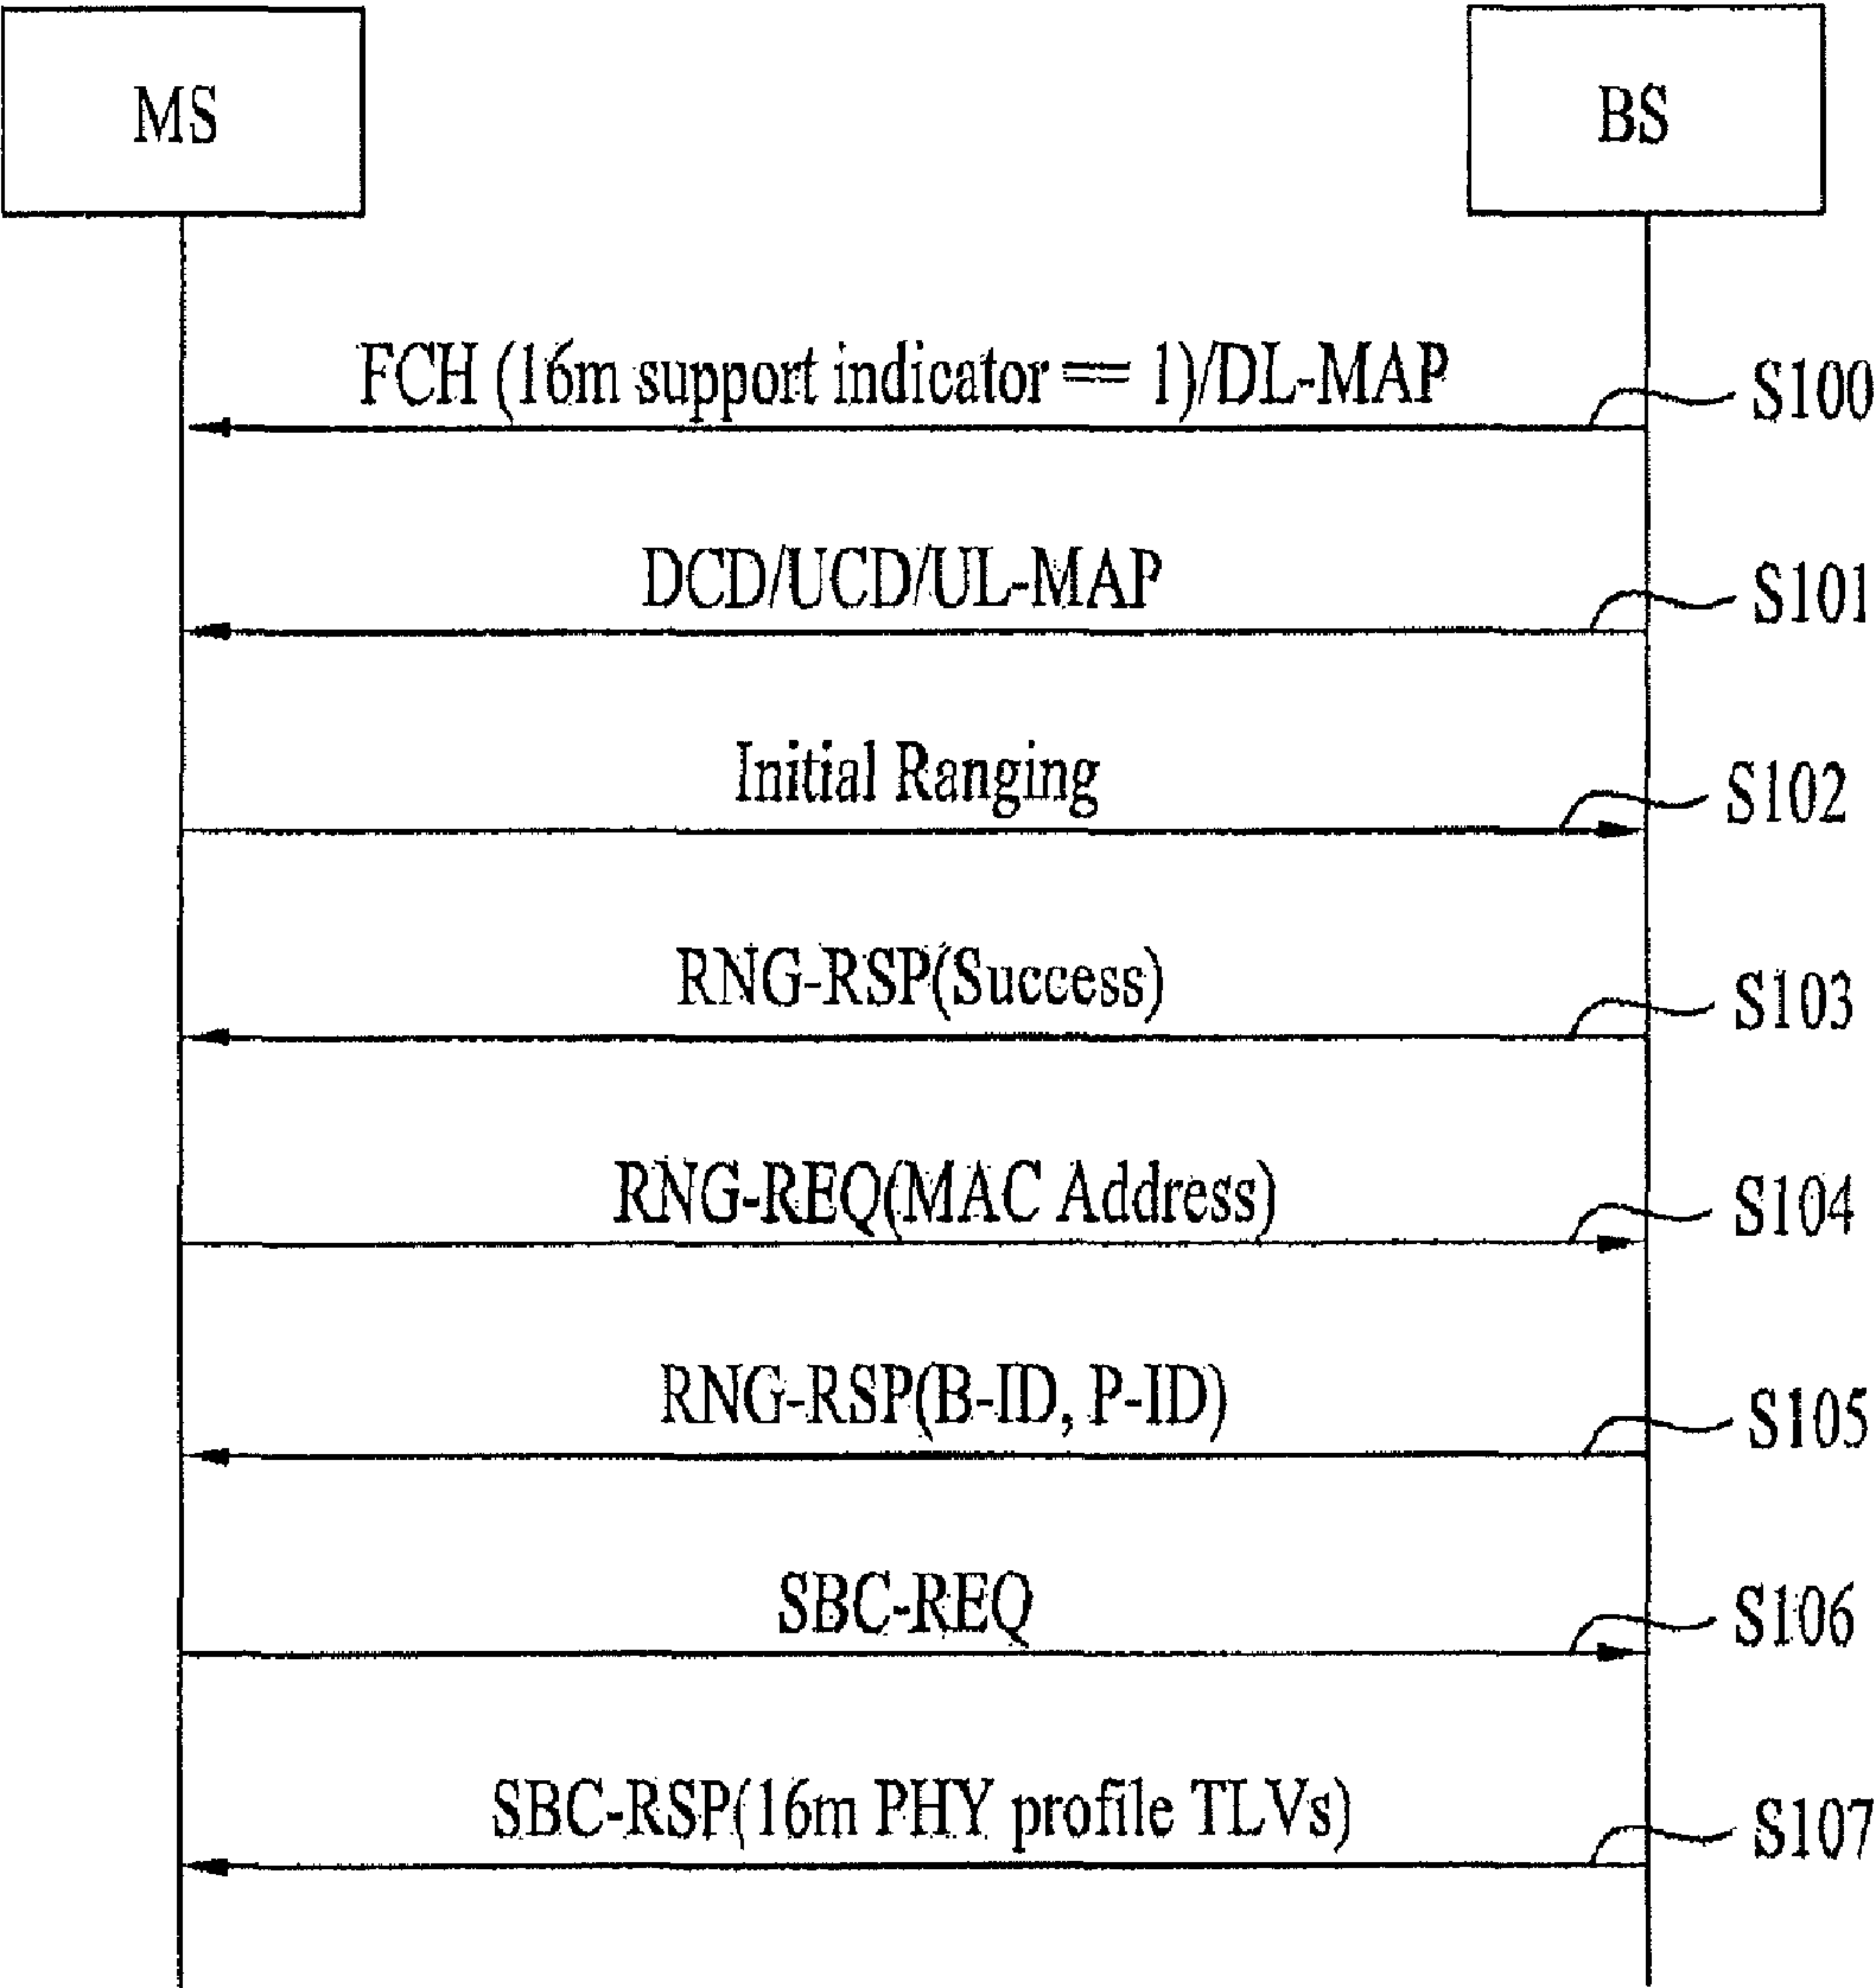 MS
BS
FCH (16m support indicator == 1)/DL-MAP
S100
DCD/UCD/UL-MAP
S101
Initial Ranging
S102
RNG-RSP(Success)
S103
RNG-REQ(MAC Address)
S104
RNG-RSP(B-ID, P-ID)
S105
SBC-REQ
S106
SBC-RSP(16m PHY profile TLVs)
S107